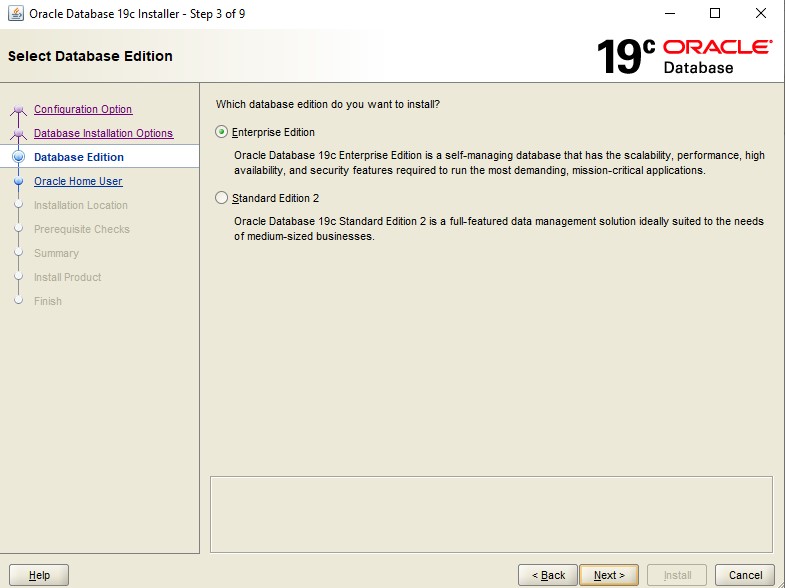 Oracle Database 19c Installer - Step 3 of 9
Select Database Edition
19c ORACLE
Database
Configuration Option
Database Installation Options
Database Edition
Oracle Home User
Installation Location
Prerequisite Checks
Summary
Install Product
Finish
Which database edition do you want to install?
Enterprise Edition
Oracle Database 19c Enterprise Edition is a self-managing database that has the scalability, performance, high
availability, and security features required to run the most demanding, mission-critical applications.
Standard Edition 2
Oracle Database 19c Standard Edition 2 is a full-featured data management solution ideally suited to the needs
of medium-sized businesses.
Help
< Back
Next >
Install
Cancel